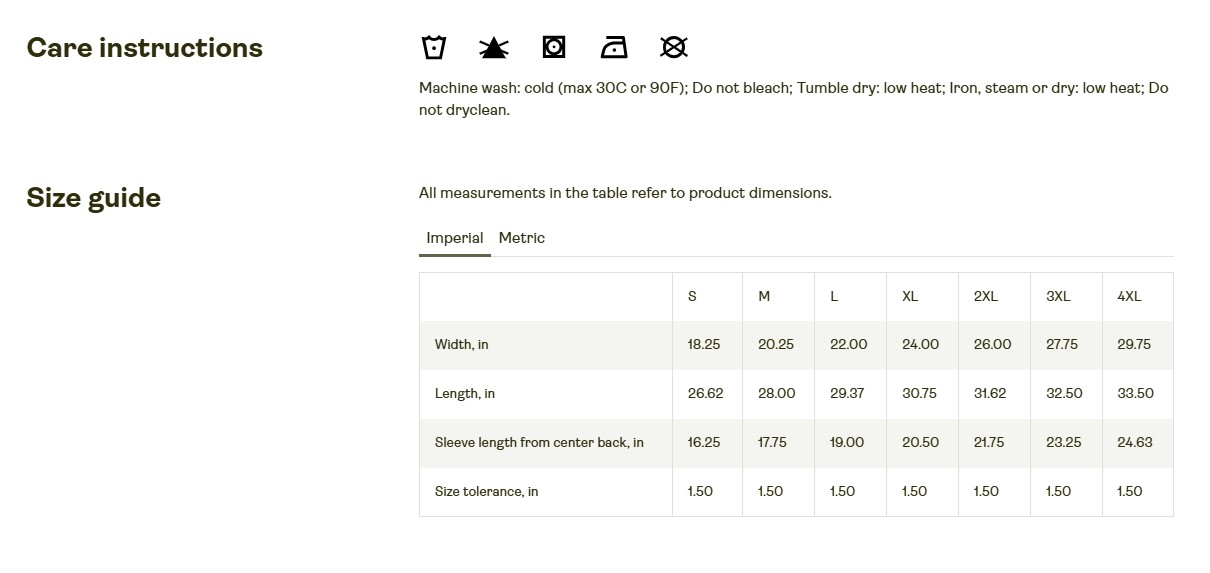 Care instructions
Machine wash: cold (max 30C or 90F); Do not bleach; Tumble dry: low heat; Iron, steam or dry: low heat; Do
not dryclean.
Size guide
All measurements in the table refer to product dimensions.
Imperial Metric
S M L XL 2XL 3XL 4XL
Width, in 18.25 20.25 22.00 24.00 26.00 27.75 29.75
Length, in 26.62 28.00 29.37 30.75 31.62 32.50 33.50
Sleeve length from center back, in 16.25 17.75 19.00 20.50 21.75 23.25 24.63
Size tolerance, in 1.50 1.50 1.50 1.50 1.50 1.50 1.50